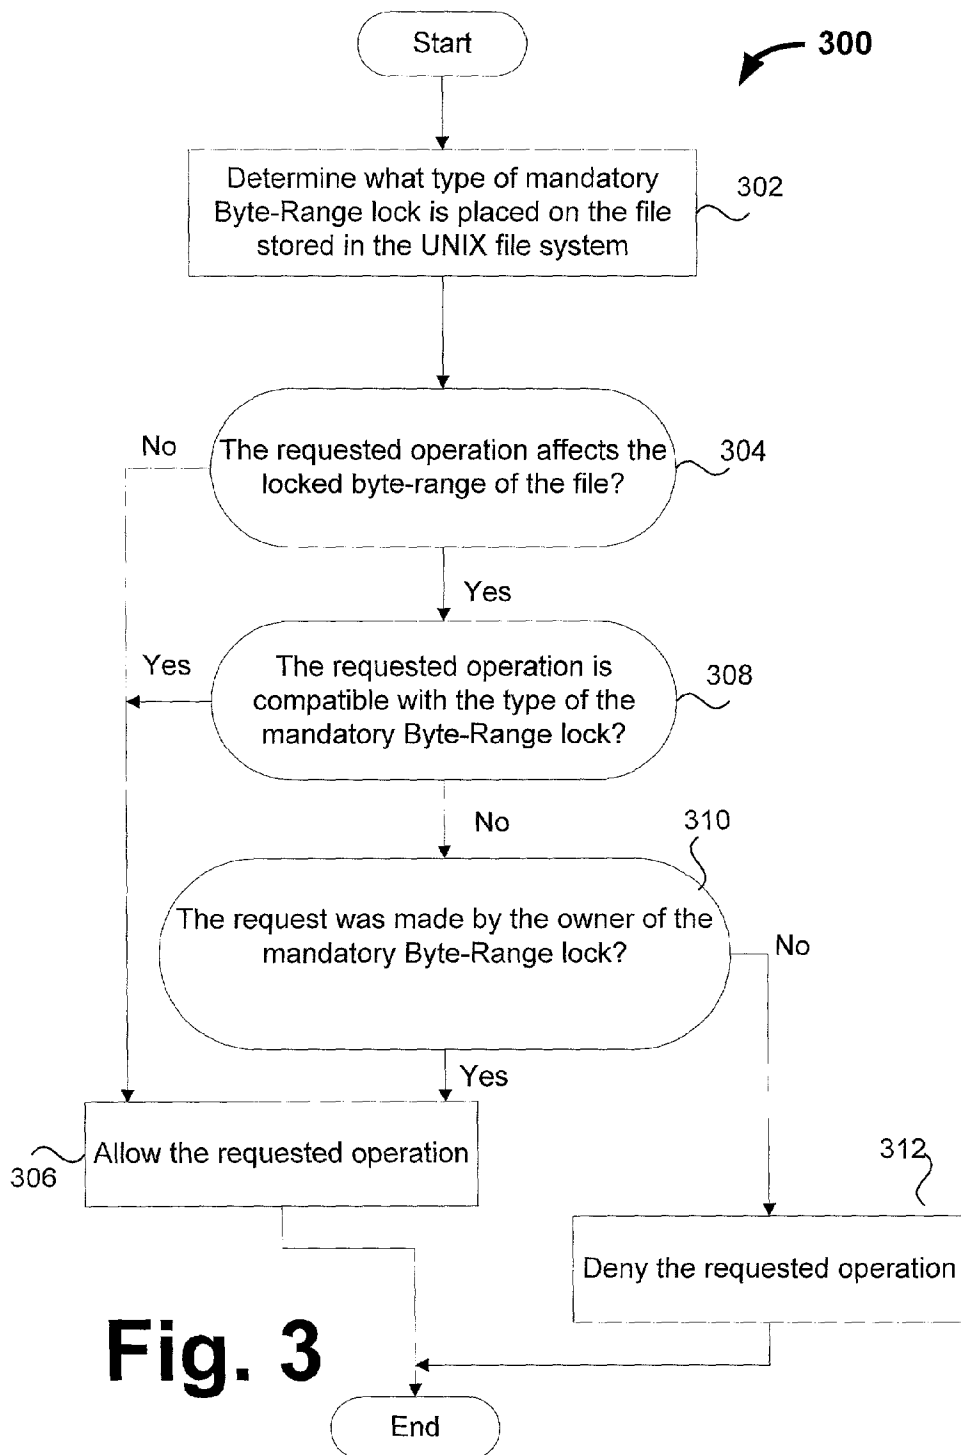 Start
300
Determine what type of mandatory
Byte-Range lock is placed on the file
stored in the UNIX file system
302
No
The requested operation affects the
locked byte-range of the file?
304
Yes
Yes
The requested operation is
compatible with the type of the
mandatory Byte-Range lock?
308
No
310
The request was made by the owner of the
mandatory Byte-Range lock?
No
Yes
Allow the requested operation
306
312
Deny the requested operation
Fig. 3
End